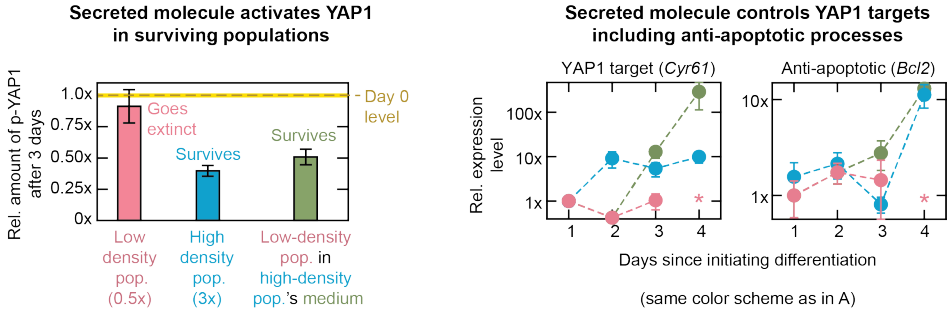 Secreted molecule activates YAP1
in surviving populations
Rel. amount of p-YAP1
after 3 days
1.0x
0.75x
0.50x
0.25x
0x
Day 0
level
Goes
extinct
Survives
Survives
Low
density
pop.
(0.5x)
High
density
pop.
(3x)
Low-density
pop. in
high-density
pop.'s medium
Secreted molecule controls YAP1 targets
including anti-apoptotic processes
YAP1 target (Cyr61)
Rel. expression
level
100x
10x
1x
*
1 2 3 4
Anti-apoptotic (Bcl2)
10x
1x
*
1 2 3 4
Days since initiating differentiation
(same color scheme as in A)